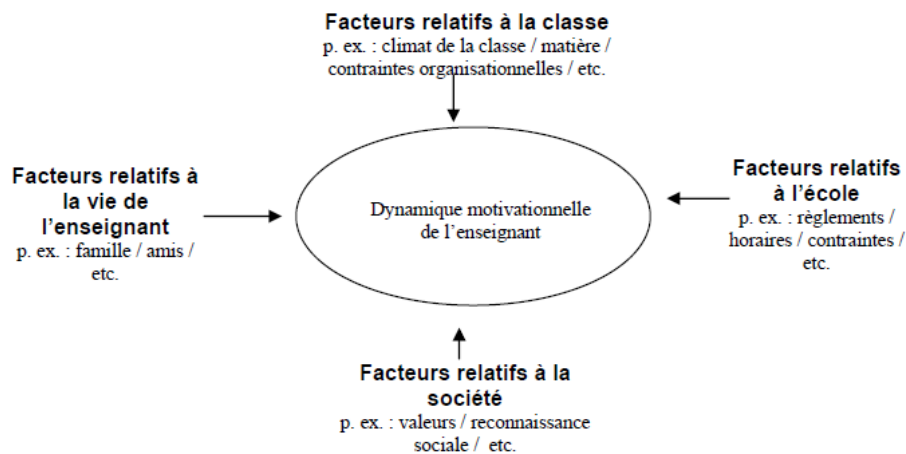 Facteurs relatifs à la classe
p. ex. : climat de la classe / matière /
contraintes organisationnelles / etc.
Facteurs relatifs à
la vie de
l'enseignant
p. ex. : famille / amis /
etc.
Dynamique motivationnelle
de l'enseignant
Facteurs relatifs
à l'école
p. ex. : règlements /
horaires / contraintes /
etc.
Facteurs relatifs à la
société
p. ex. : valeurs / reconnaissance
sociale / etc.